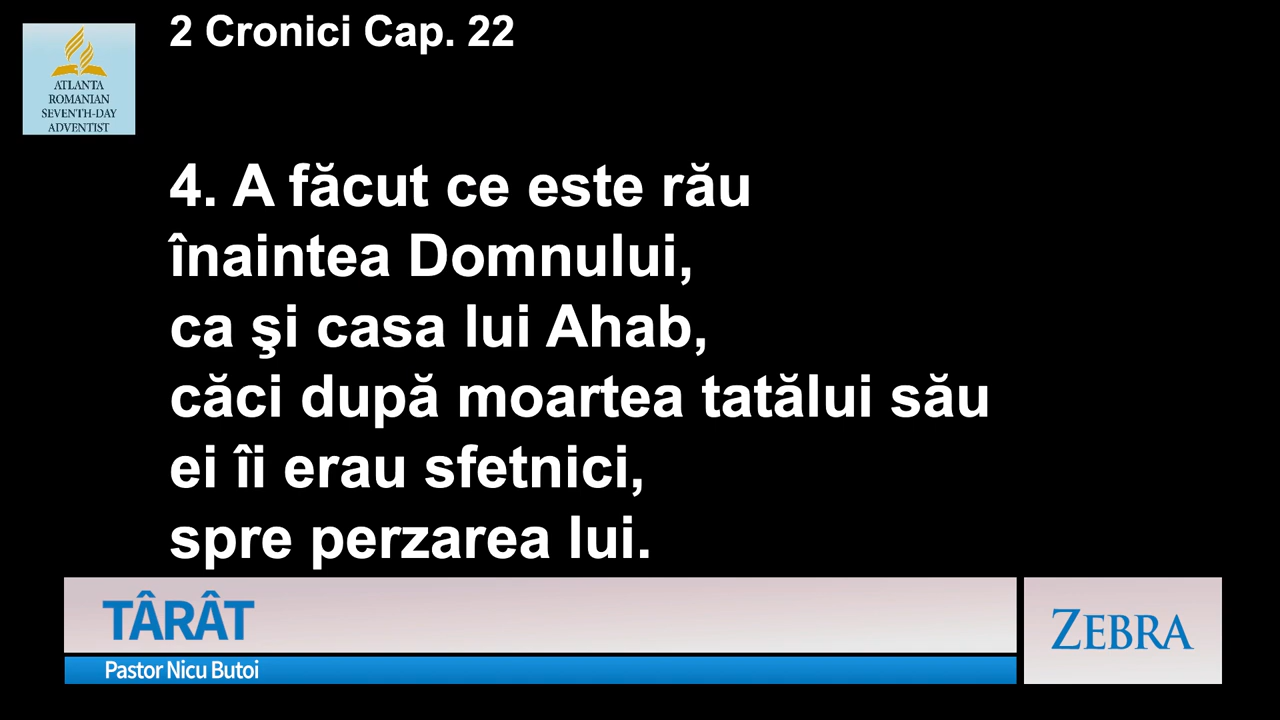 2 Cronici Cap. 22
ATLANTA
ROMANIAN
SEVENTH-DAY
ADVENTIST
4. A făcut ce este rău
înaintea Domnului,
ca şi casa lui Ahab,
căci după moartea tatălui său
ei îi erau sfetnici,
spre perzarea lui.
TÂRÂT
Pastor Nicu Butoi
ZEBRA